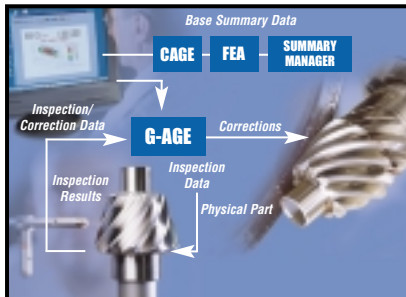 Base Summary Data
CAGE
FEA
SUMMARY
MANAGER
Inspection/
Correction Data
G-AGE
Corrections
Inspection
Results
Inspection
Data
Physical Part